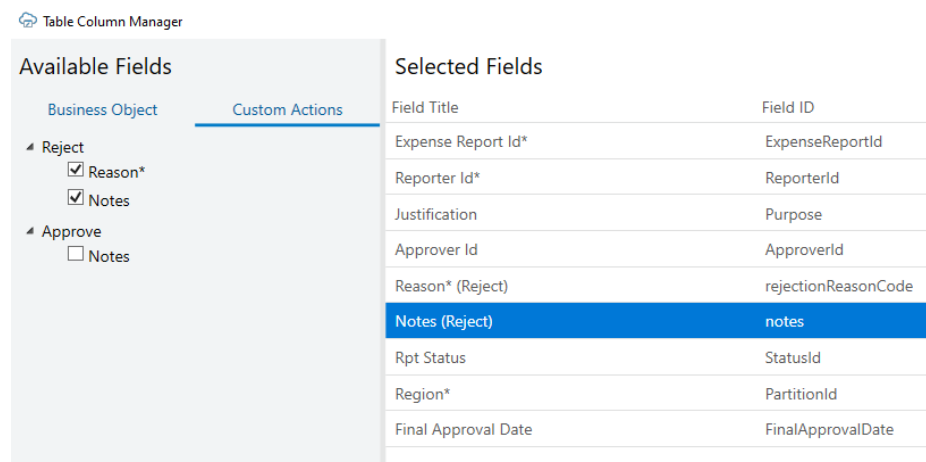 Table Column Manager
Available Fields
Business Object Custom Actions
Reject
Reason*
Notes
Approve
Notes
Selected Fields
Field Title Field ID
Expense Report Id* ExpenseReportId
Reporter Id* ReporterId
Justification Purpose
Approver Id ApproverId
Reason* (Reject) rejectionReasonCode
Notes (Reject) notes
Rpt Status StatusId
Region* PartitionId
Final Approval Date FinalApprovalDate